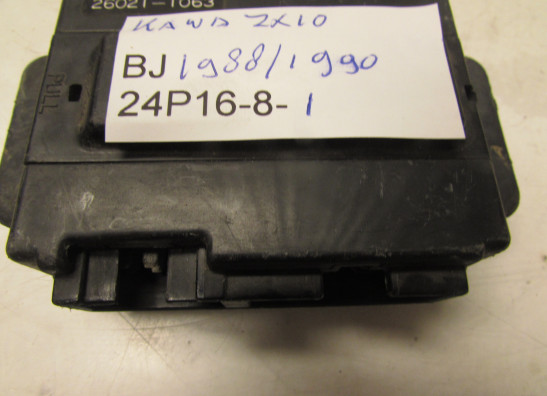 26021-1063
KAWA ZX10
BJ 1988/1990
24P16-8-1
PULL